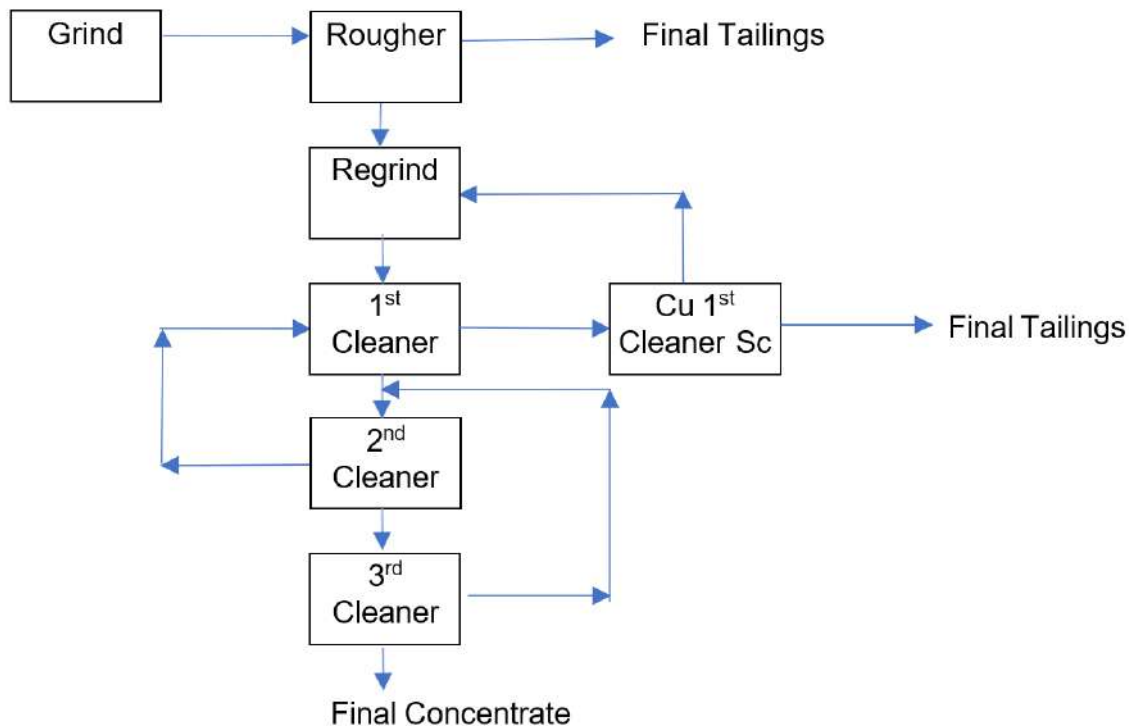 Grind
Rougher
Final Tailings
Regrind
1st
Cleaner
Cu 1st
Cleaner Sc
Final Tailings
2nd
Cleaner
3rd
Cleaner
Final Concentrate